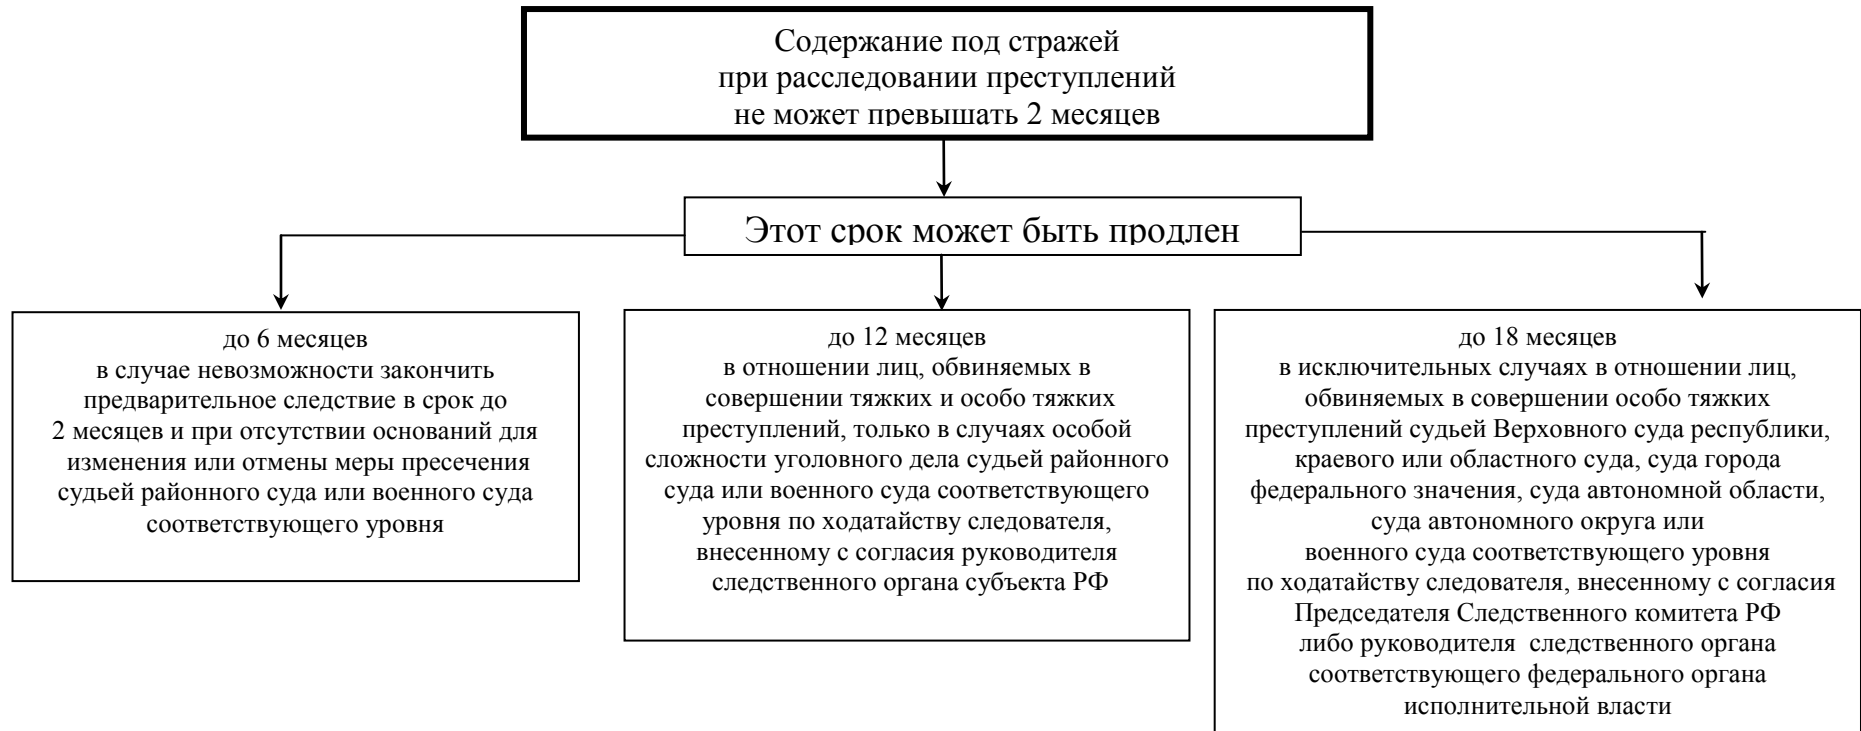 Содержание под стражей
при расследовании преступлений
не может превышать 2 месяцев
Этот срок может быть продлен
до 6 месяцев
в случае невозможности закончить
предварительное следствие в срок до
2 месяцев и при отсутствии оснований для
изменения или отмены меры пресечения
судьей районного суда или военного суда
соответствующего уровня
до 12 месяцев
в отношении лиц, обвиняемых в
совершении тяжких и особо тяжких
преступлений, только в случаях особой
сложности уголовного дела судьей районного
суда или военного суда соответствующего
уровня по ходатайству следователя,
внесенному с согласия руководителя
следственного органа субъекта РФ
до 18 месяцев
в исключительных случаях в отношении лиц,
обвиняемых в совершении особо тяжких
преступлений судьей Верховного суда республики,
краевого или областного суда, суда города
федерального значения, суда автономной области,
суда автономного округа или
военного суда соответствующего уровня
по ходатайству следователя, внесенному с согласия
Председателя Следственного комитета РФ
либо руководителя следственного органа
соответствующего федерального органа
исполнительной власти